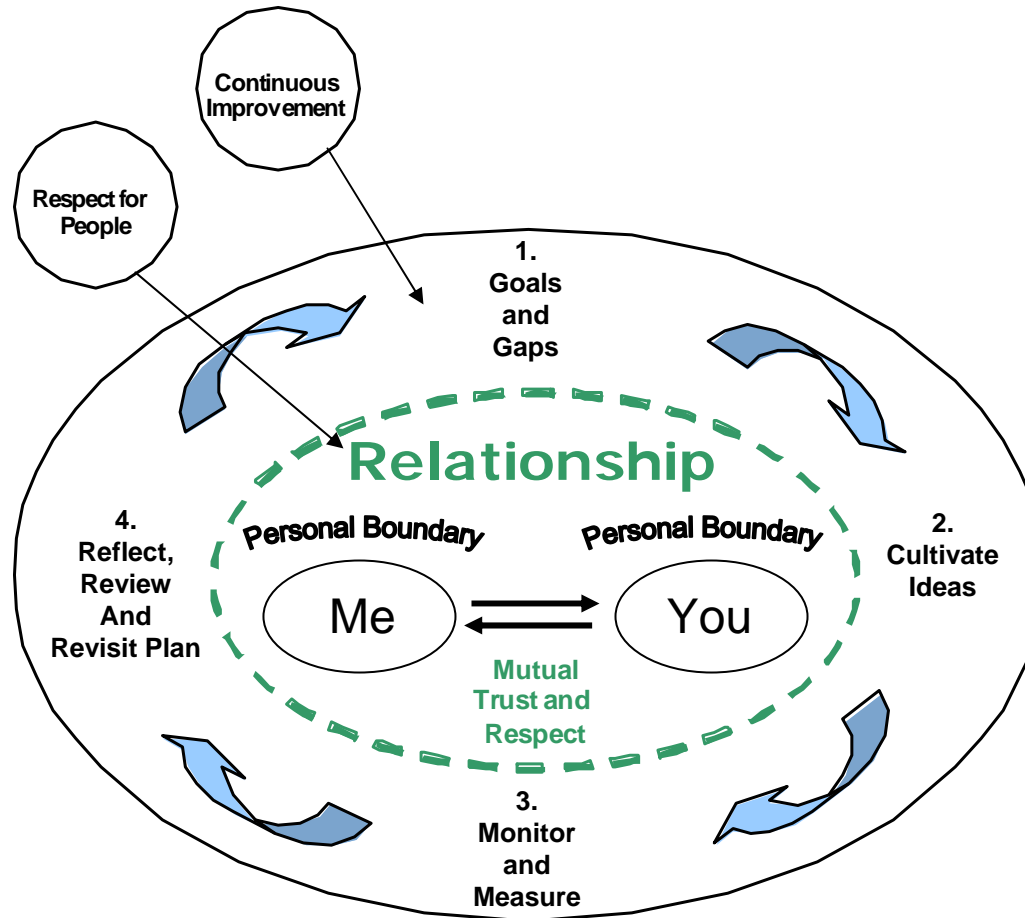 Continuous
Improvement
Respect for
People
1.
Goals
and
Gaps
Relationship
Personal Boundary
Personal Boundary
Me
You
Mutual
Trust and
Respect
2.
Cultivate
Ideas
3.
Monitor
and
Measure
4.
Reflect,
Review
And
Revisit Plan